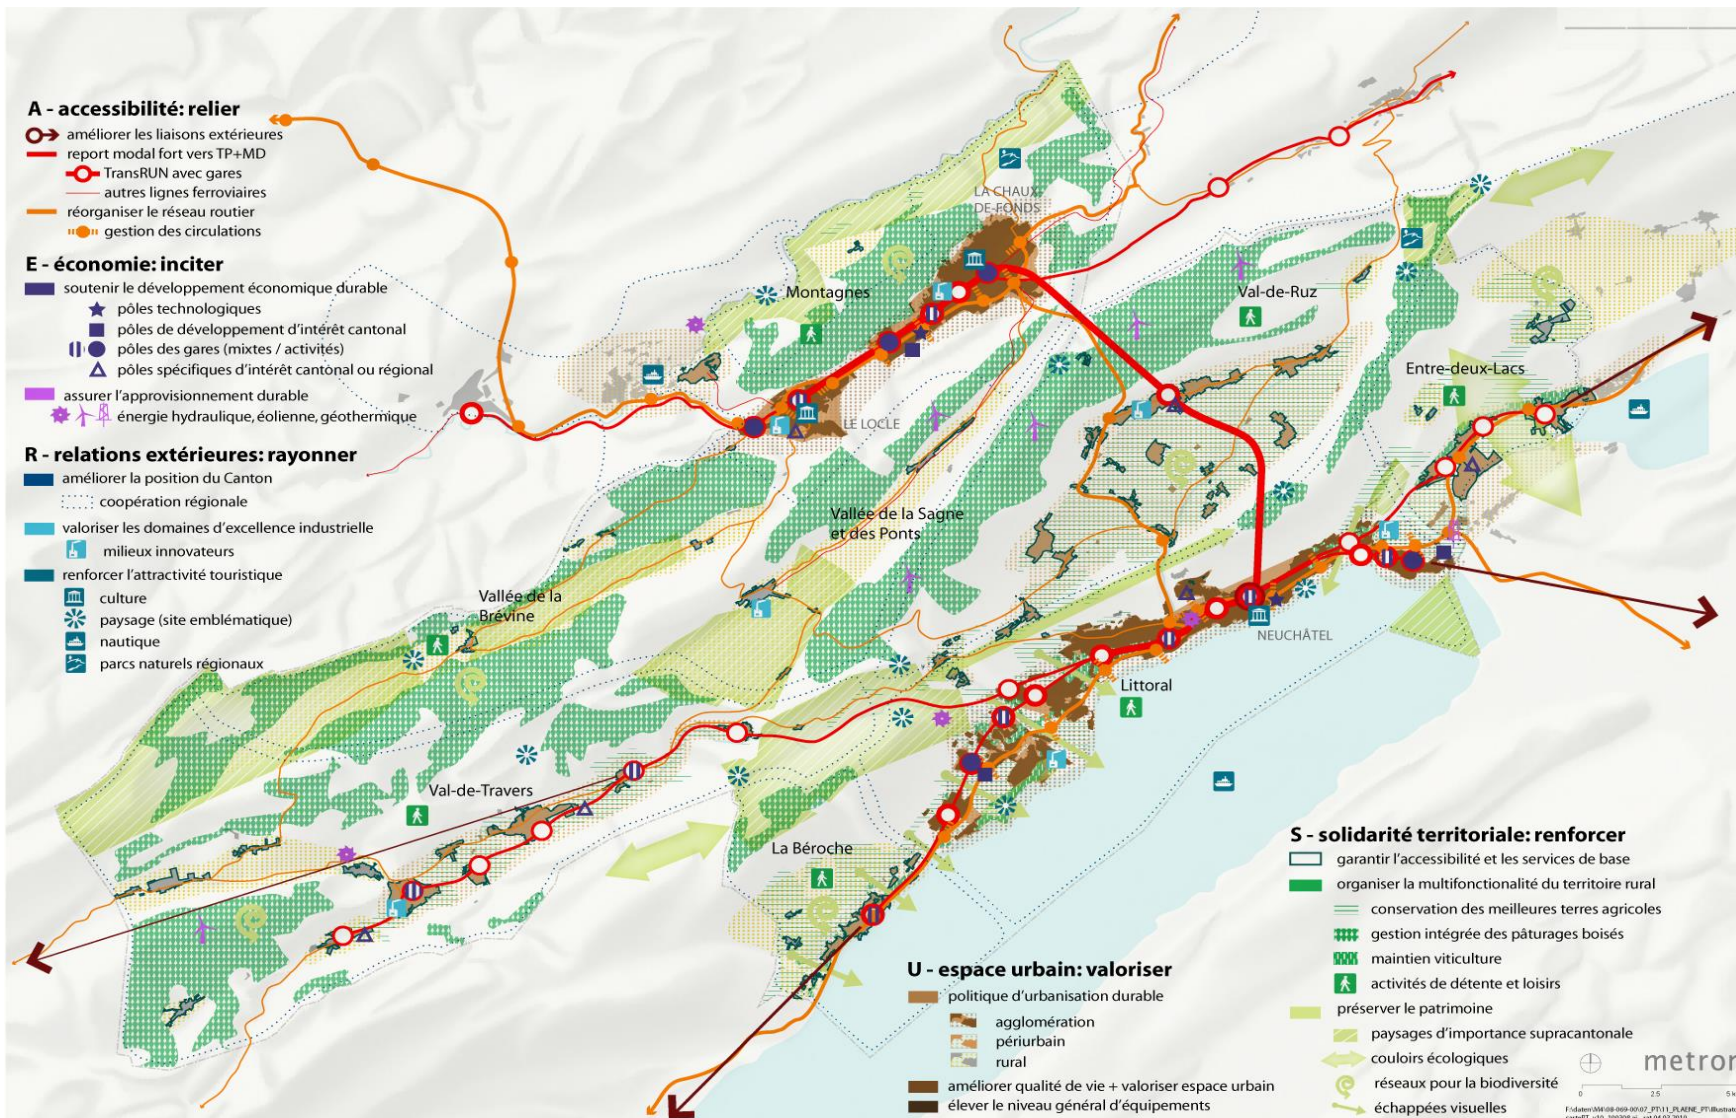 A - accessibilité: relier
améliorer les liaisons extérieures
report modal fort vers TP+MD
TransRUN avec gares
autres lignes ferroviaires
réorganiser le réseau routier
gestion des circulations
E - économie: inciter
soutenir le développement économique durable
pôles technologiques
pôles de développement d'intérêt cantonal
pôles des gares (mixtes / activités)
pôles spécifiques d'intérêt cantonal ou régional
assurer l'approvisionnement durable
énergie hydraulique, éolienne, géothermique
R - relations extérieures: rayonner
améliorer la position du Canton
coopération régionale
valoriser les domaines d'excellence industrielle
milieux innovateurs
renforcer l'attractivité touristique
culture
paysage (site emblématique)
nautique
parcs naturels régionaux
LA CHAUX-
DE-FONDS
Montagnes
Val-de-Ruz
Entre-deux-Lacs
LE LOCLE
Vallée de la Sagne
et des Ponts
Vallée de la
Brévine
NEUCHÂTEL
Littoral
Val-de-Travers
La Béroche
U - espace urbain: valoriser
politique d'urbanisation durable
agglomération
périurbain
rural
améliorer qualité de vie + valoriser espace urbain
élever le niveau général d'équipements
S - solidarité territoriale: renforcer
garantir l'accessibilité et les services de base
organiser la multifonctionalité du territoire rural
conservation des meilleures terres agricoles
gestion intégrée des pâturages boisés
maintien viticulture
activités de détente et loisirs
préserver le patrimoine
paysages d'importance supracantonale
couloirs écologiques
réseaux pour la biodiversité
échappées visuelles
metron
2.5